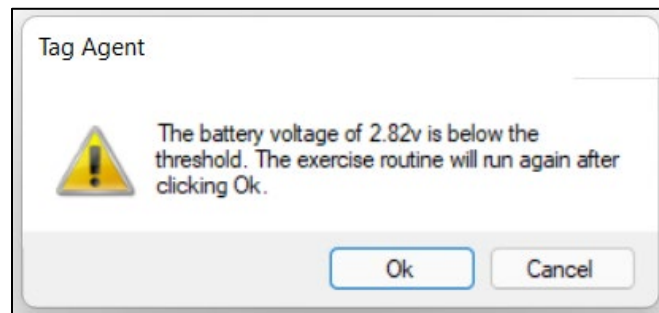 Tag Agent
The battery voltage of 2.82v is below the
threshold. The exercise routine will run again after
clicking Ok.
Ok
Cancel